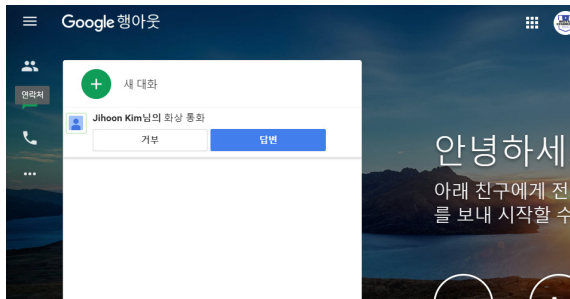 Google 행아웃
새 대화
연락처
Jihoon Kim님의 화상 통화
거부
답변
안녕하세
아래 친구에게 전
를 보내 시작할 수